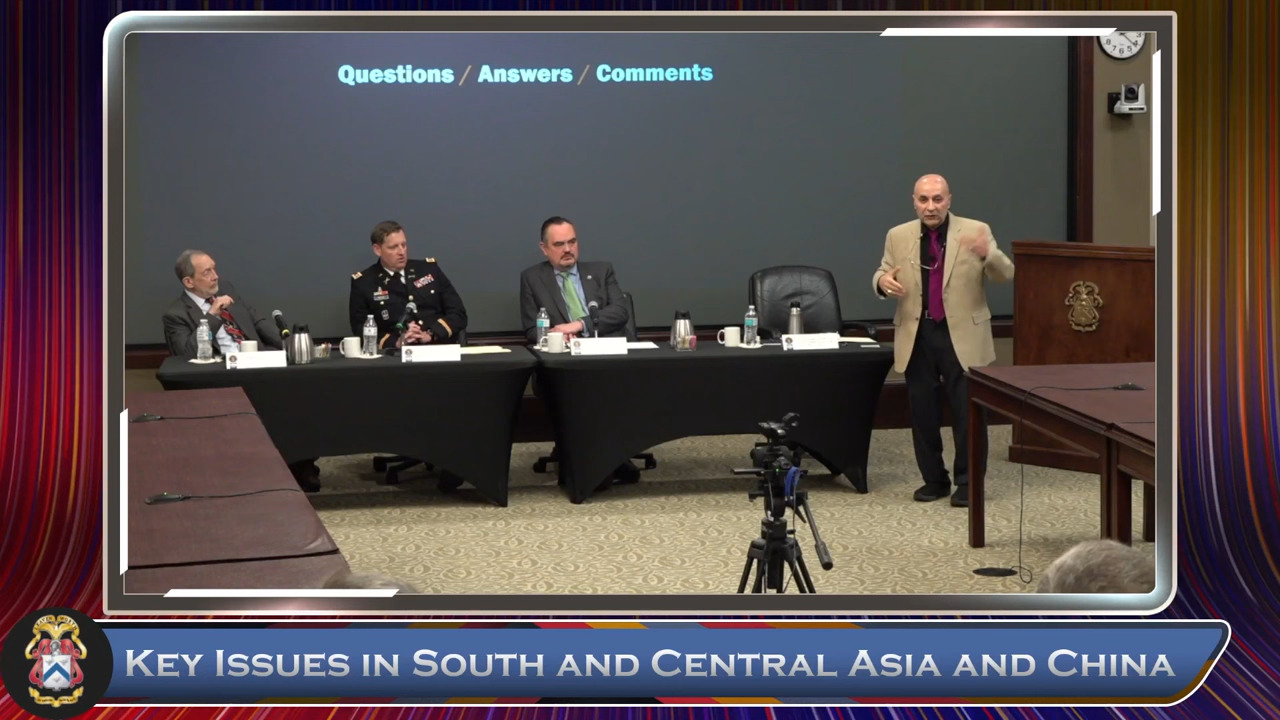 Questions / Answers / Comments
Key Issues in South and Central Asia and China